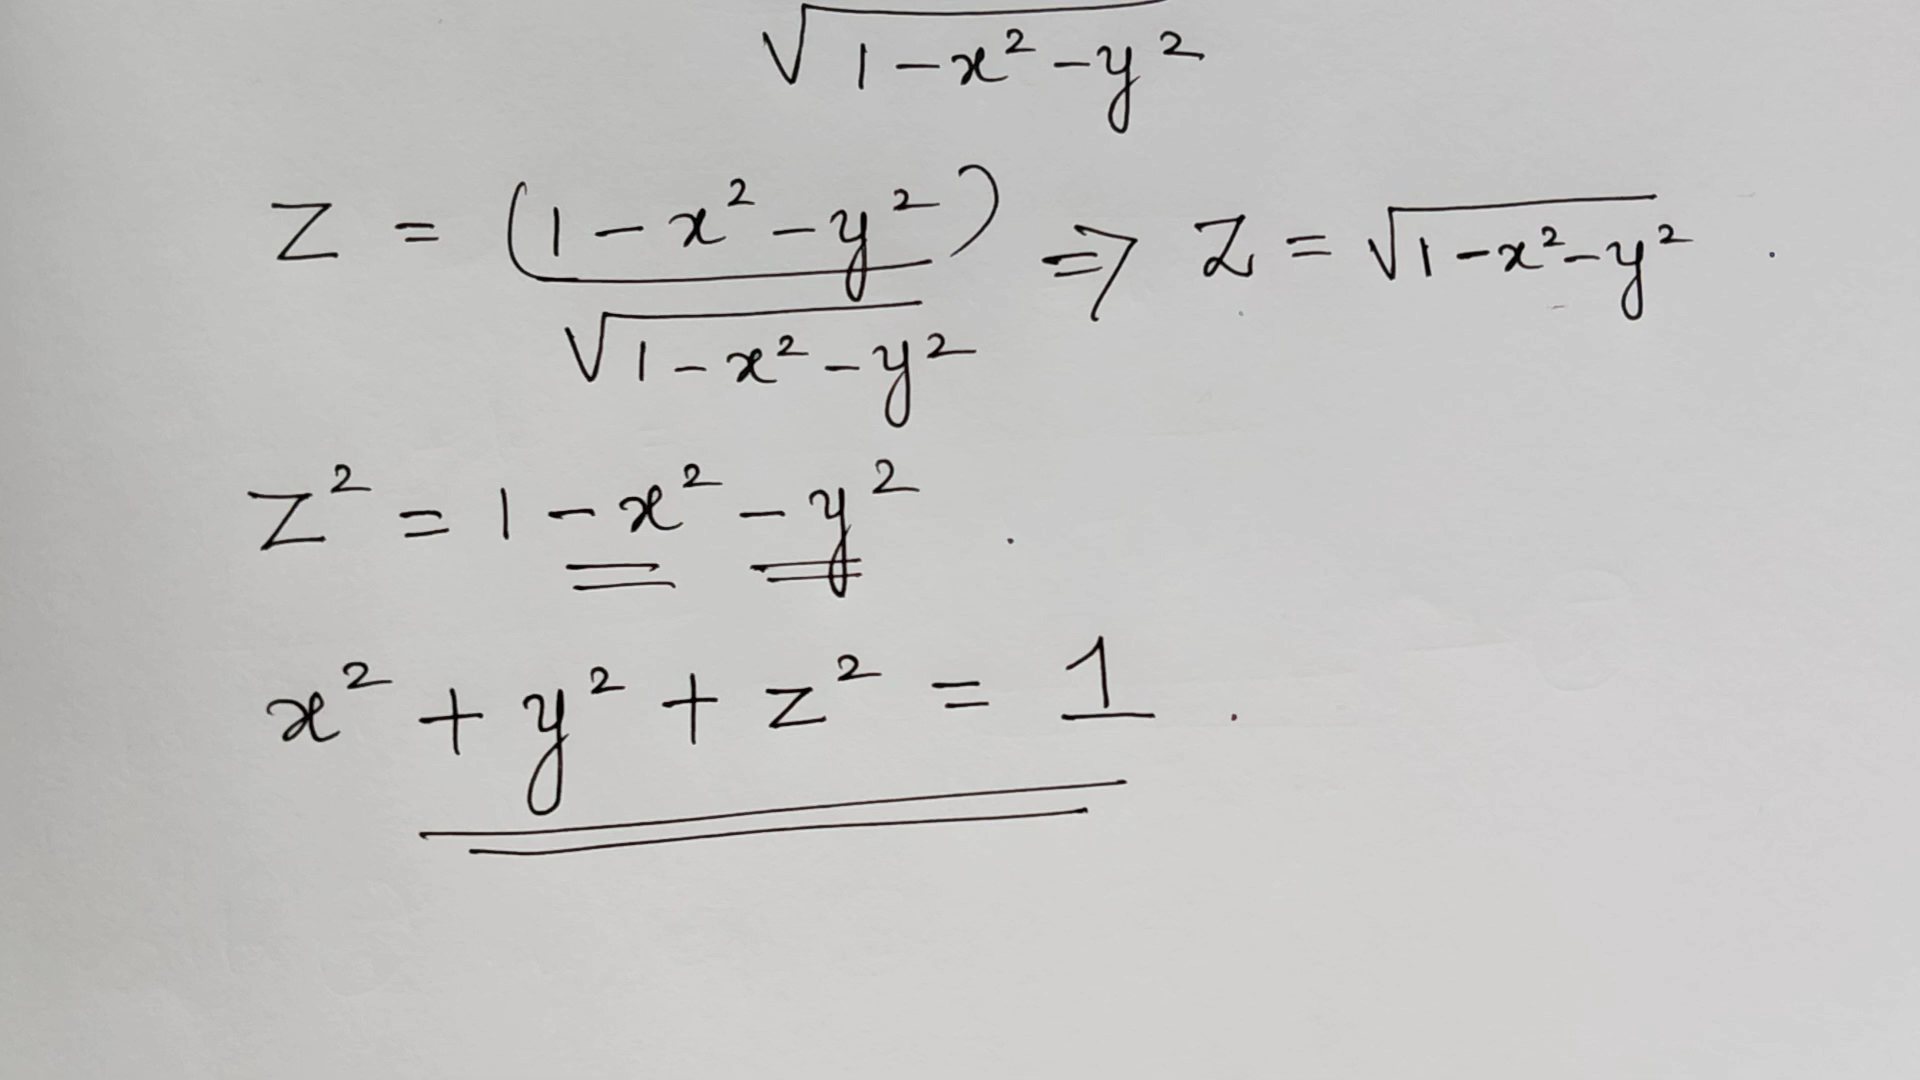 √1-x²-y²
Z = (1-x²-y²)/√1-x²-y² ⇒ Z = √1-x²-y² .
Z² = 1-x²-y² .
x² + y² + z² = 1 .